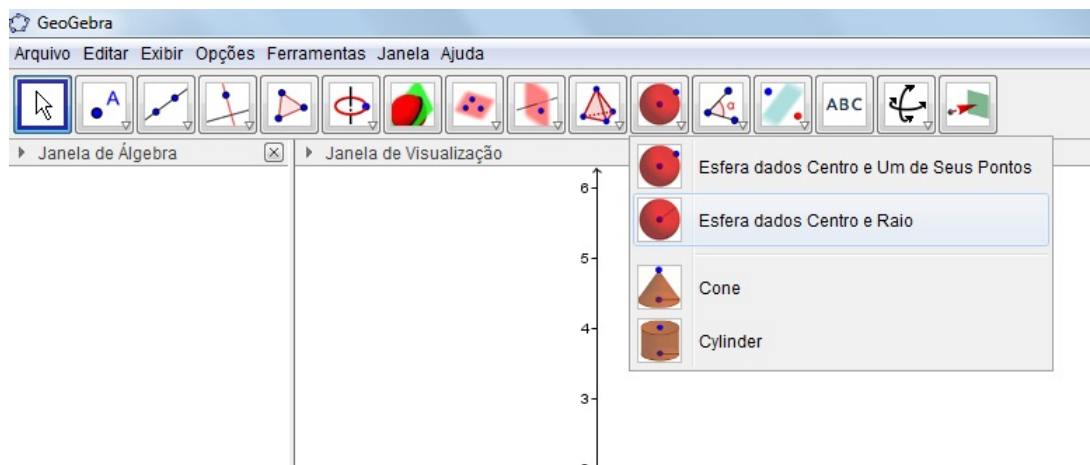 GeoGebra
Arquivo Editar Exibir Opções Ferramentas Janela Ajuda
A
α
ABC
Janela de Álgebra
Janela de Visualização
Esfera dados Centro e Um de Seus Pontos
Esfera dados Centro e Raio
Cone
Cylinder
6
5
4
3